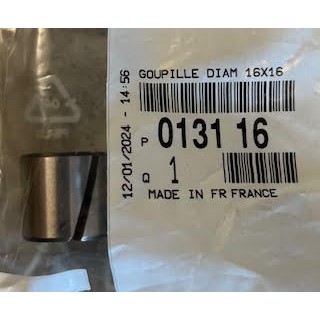 GOUPILLE DIAM 16X16
P 0131 16
Q 1
MADE IN FR FRANCE
12/01/2024 - 14:56